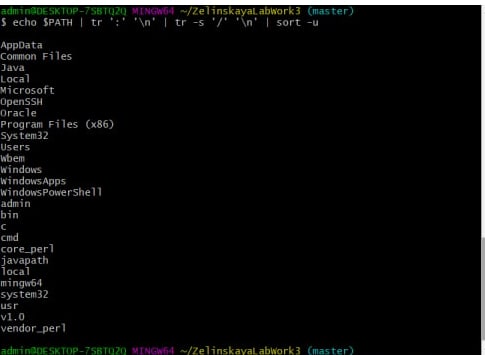 admin@DESKTOP-7SBTQ2Q MINGW64 ~/ZelinskayaLabWork3 (master)
$ echo $PATH | tr ':' '\n' | tr -s '/' '\n' | sort -u
AppData
Common Files
Java
Local
Microsoft
OpenSSH
Oracle
Program Files (x86)
System32
Users
Wbem
Windows
WindowsApps
WindowsPowerShell
admin
bin
c
cmd
core_perl
javapath
local
mingw64
system32
usr
v1.0
vendor_perl
admin@DESKTOP-7SBTQ2Q MINGW64 ~/ZelinskayaLabWork3 (master)